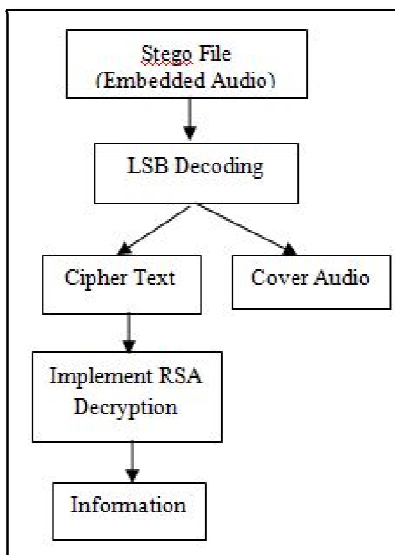 Stego File
(Embedded Audio)
LSB Decoding
Cipher Text
Cover Audio
Implement RSA
Decryption
Information